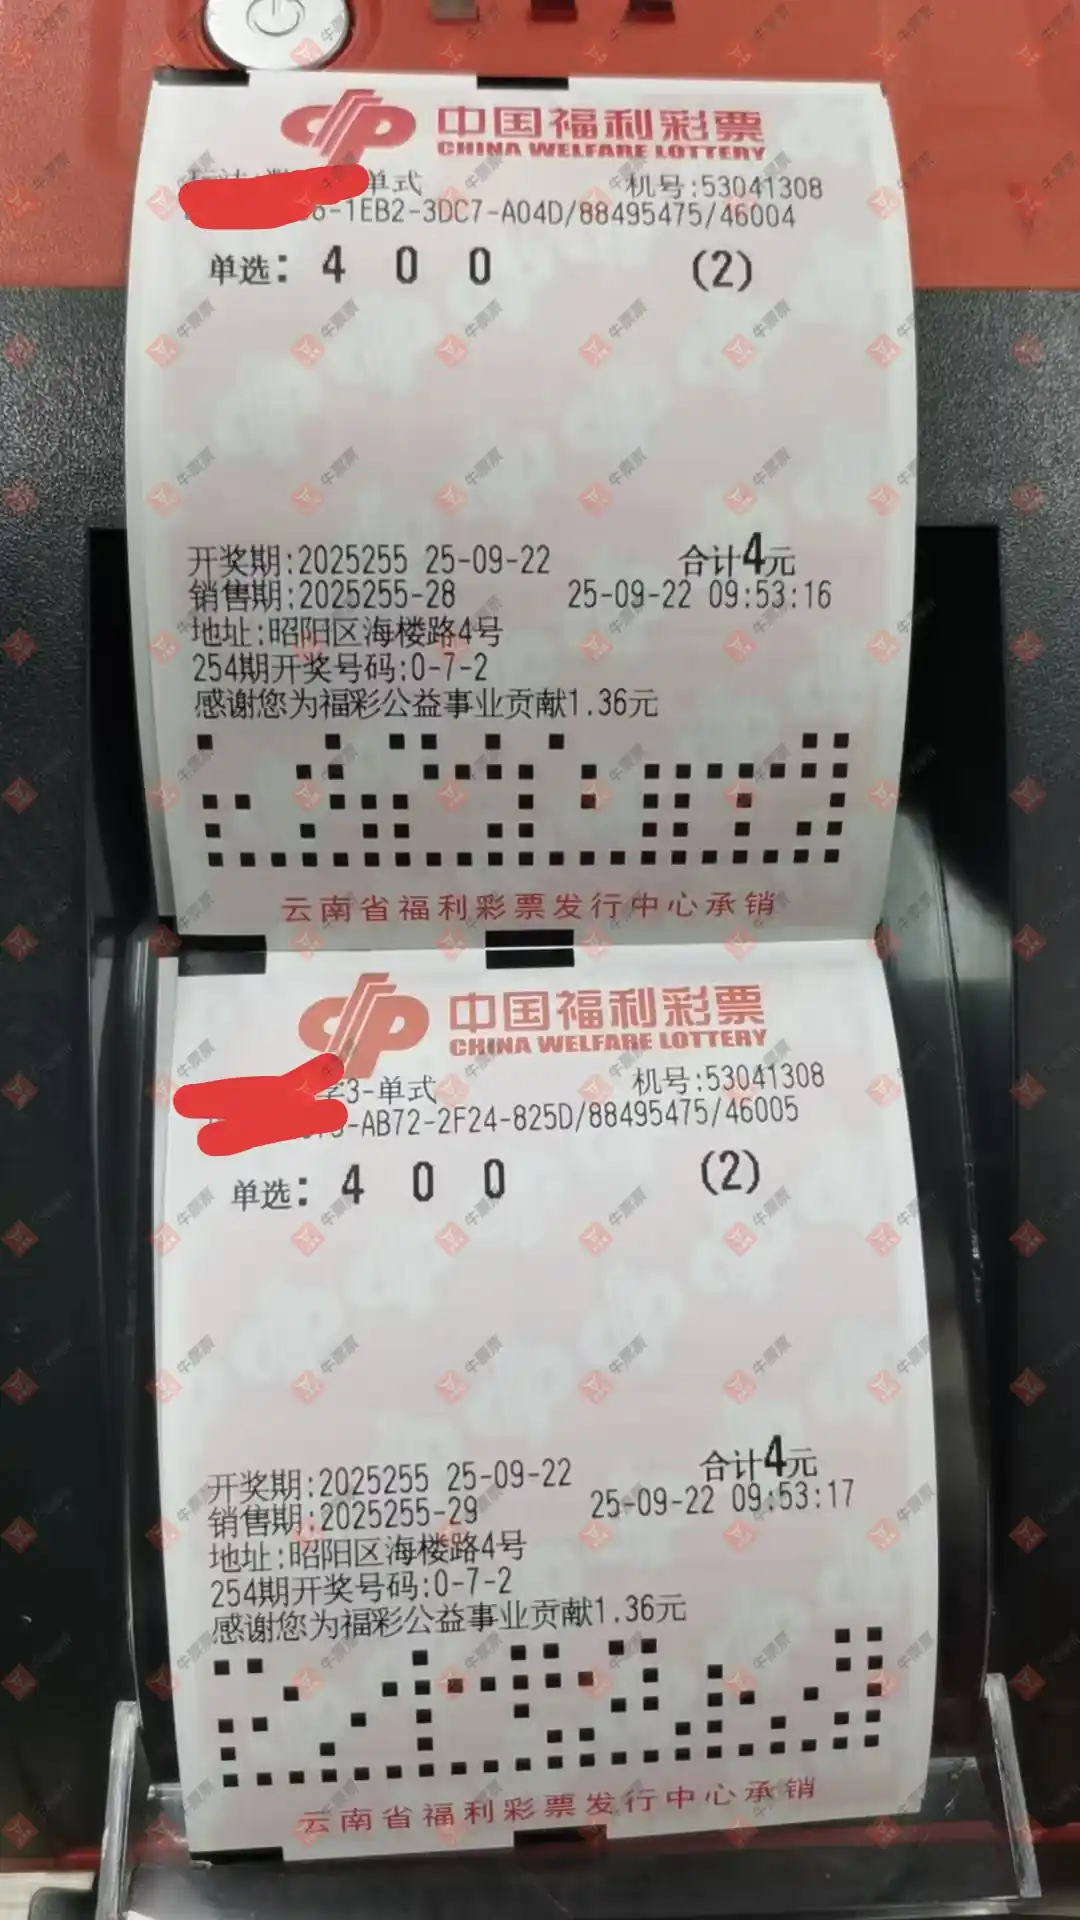 中国福利彩票
CHINA WELFARE LOTTERY
单式 机号:53041308
6-1EB2-3DC7-A04D/88495475/46004
单选: 4 0 0 (2)
开奖期:2025255 25-09-22 合计4元
销售期:2025255-28 25-09-22 09:53:16
地址:昭阳区海楼路4号
254期开奖号码:0-7-2
感谢您为福彩公益事业贡献1.36元
云南省福利彩票发行中心承销
中国福利彩票
CHINA WELFARE LOTTERY
字3-单式 机号:53041308
-AB72-2F24-825D/88495475/46005
单选: 4 0 0 (2)
开奖期:2025255 25-09-22 合计4元
销售期:2025255-29 25-09-22 09:53:17
地址:昭阳区海楼路4号
254期开奖号码:0-7-2
感谢您为福彩公益事业贡献1.36元
云南省福利彩票发行中心承销
牛票票